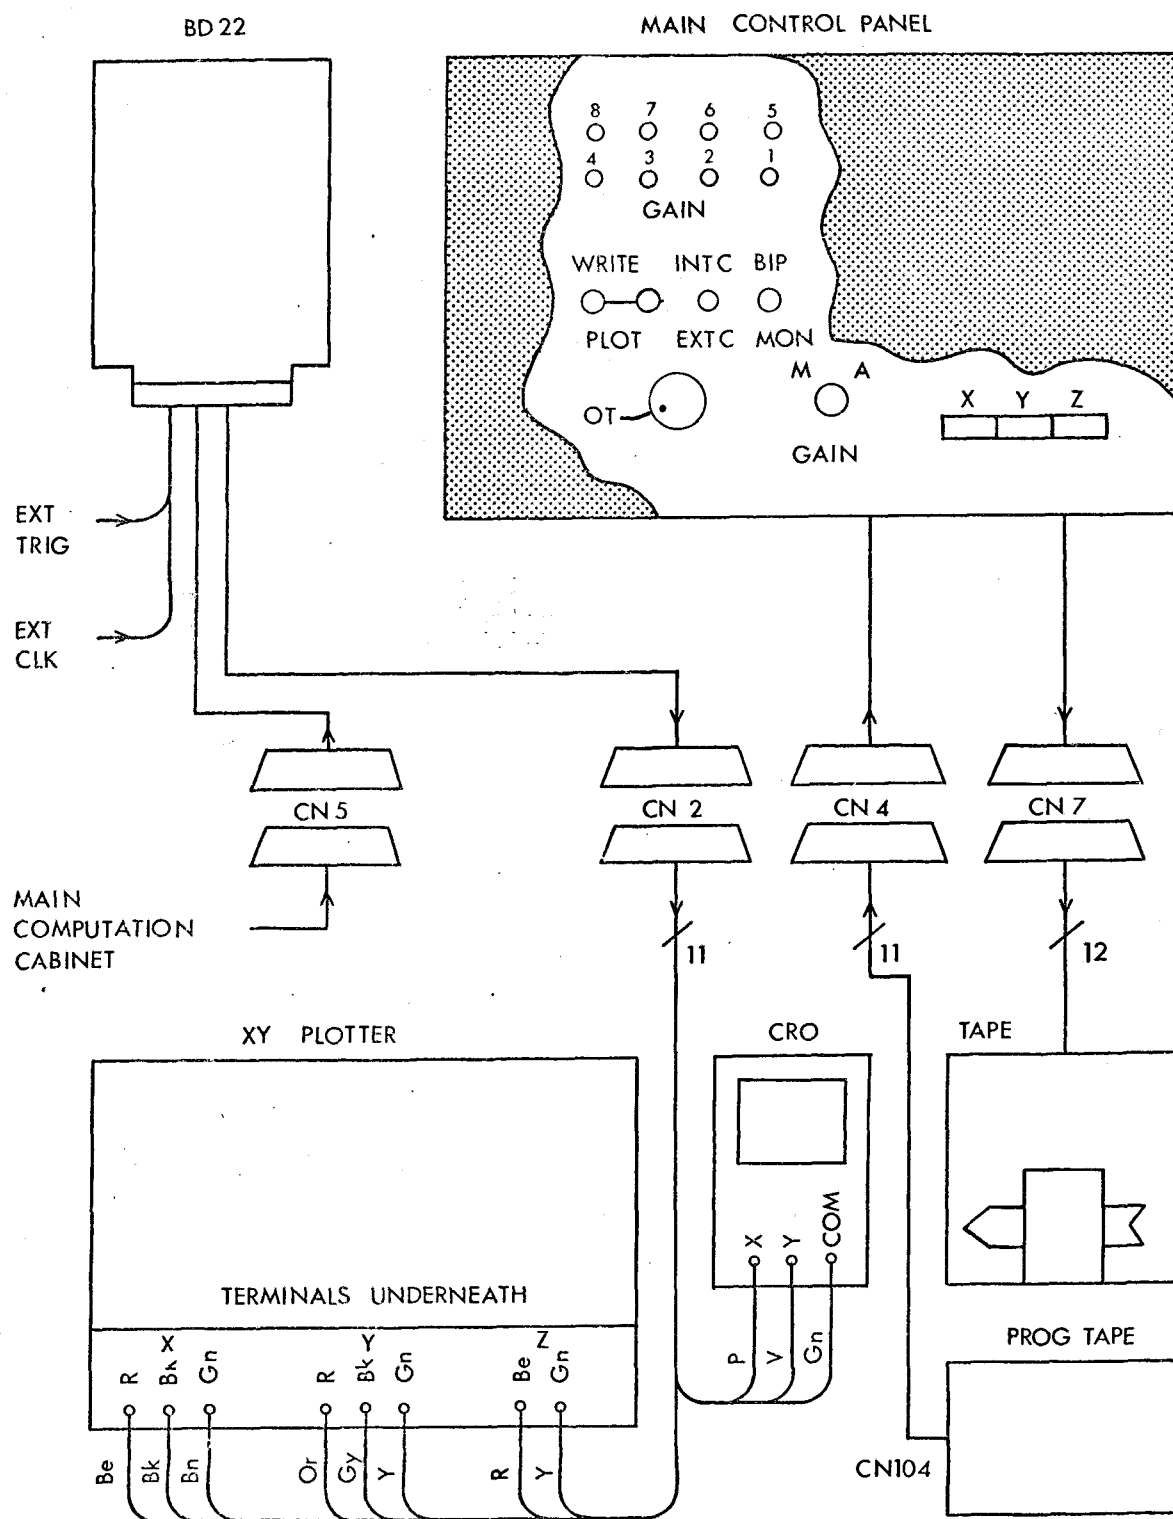 BD 22
MAIN CONTROL PANEL
8 7 6 5
4 3 2 1
GAIN
WRITE INTC BIP
PLOT EXTC MON
M A
OT
GAIN
X Y Z
EXT
TRIG
EXT
CLK
CN 5
CN 2
CN 4
CN 7
MAIN
COMPUTATION
CABINET
11
11
12
XY PLOTTER
CRO
TAPE
X Y COM
TERMINALS UNDERNEATH
PROG TAPE
X Y Z
R Bk Gn R Bk Gn Be Gn
P V Gn
Be Bk Bn Or Gy Y R Y
CN104